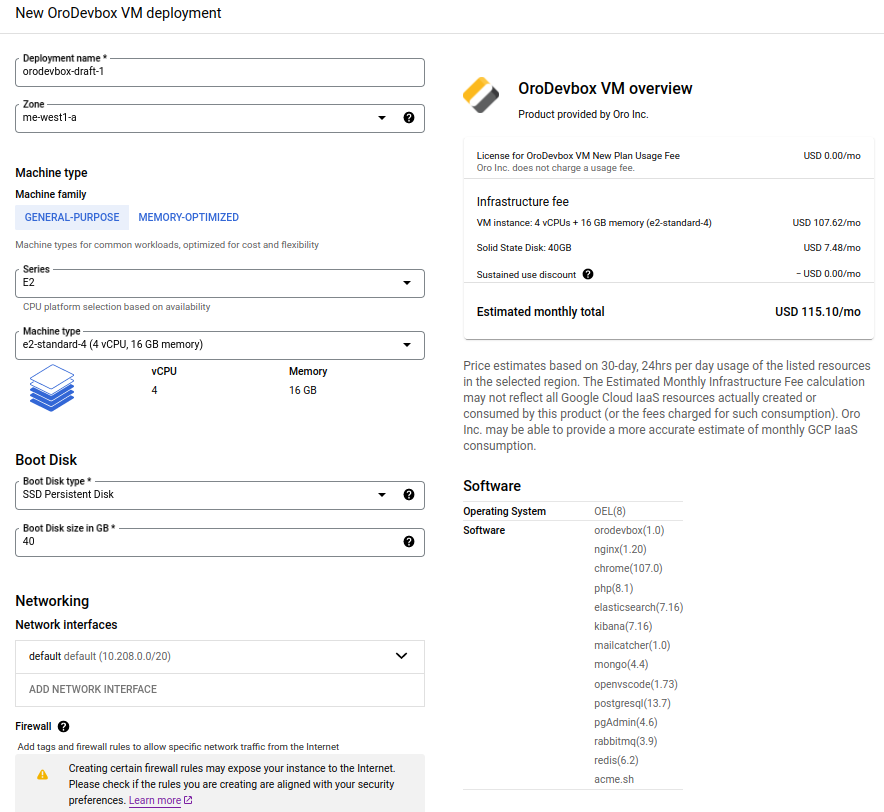 New OroDevbox VM deployment
Deployment name *
orodevbox-draft-1
Zone
me-west1-a
Machine type
Machine family
GENERAL-PURPOSE MEMORY-OPTIMIZED
Machine types for common workloads, optimized for cost and flexibility
Series
E2
CPU platform selection based on availability
Machine type
e2-standard-4 (4 vCPU, 16 GB memory)
vCPU Memory
4 16 GB
Boot Disk
Boot Disk type *
SSD Persistent Disk
Boot Disk size in GB *
40
Networking
Network interfaces
default default (10.208.0.0/20)
ADD NETWORK INTERFACE
Firewall
Add tags and firewall rules to allow specific network traffic from the Internet
Creating certain firewall rules may expose your instance to the Internet.
Please check if the rules you are creating are aligned with your security
preferences. Learn more
OroDevbox VM overview
Product provided by Oro Inc.
License for OroDevbox VM New Plan Usage Fee USD 0.00/mo
Oro Inc. does not charge a usage fee.
Infrastructure fee
VM instance: 4 vCPUs + 16 GB memory (e2-standard-4) USD 107.62/mo
Solid State Disk: 40GB USD 7.48/mo
Sustained use discount − USD 0.00/mo
Estimated monthly total USD 115.10/mo
Price estimates based on 30-day, 24hrs per day usage of the listed resources
in the selected region. The Estimated Monthly Infrastructure Fee calculation
may not reflect all Google Cloud IaaS resources actually created or
consumed by this product (or the fees charged for such consumption). Oro
Inc. may be able to provide a more accurate estimate of monthly GCP IaaS
consumption.
Software
Operating System OEL(8)
Software orodevbox(1.0)
nginx(1.20)
chrome(107.0)
php(8.1)
elasticsearch(7.16)
kibana(7.16)
mailcatcher(1.0)
mongo(4.4)
openvscode(1.73)
postgresql(13.7)
pgAdmin(4.6)
rabbitmq(3.9)
redis(6.2)
acme.sh